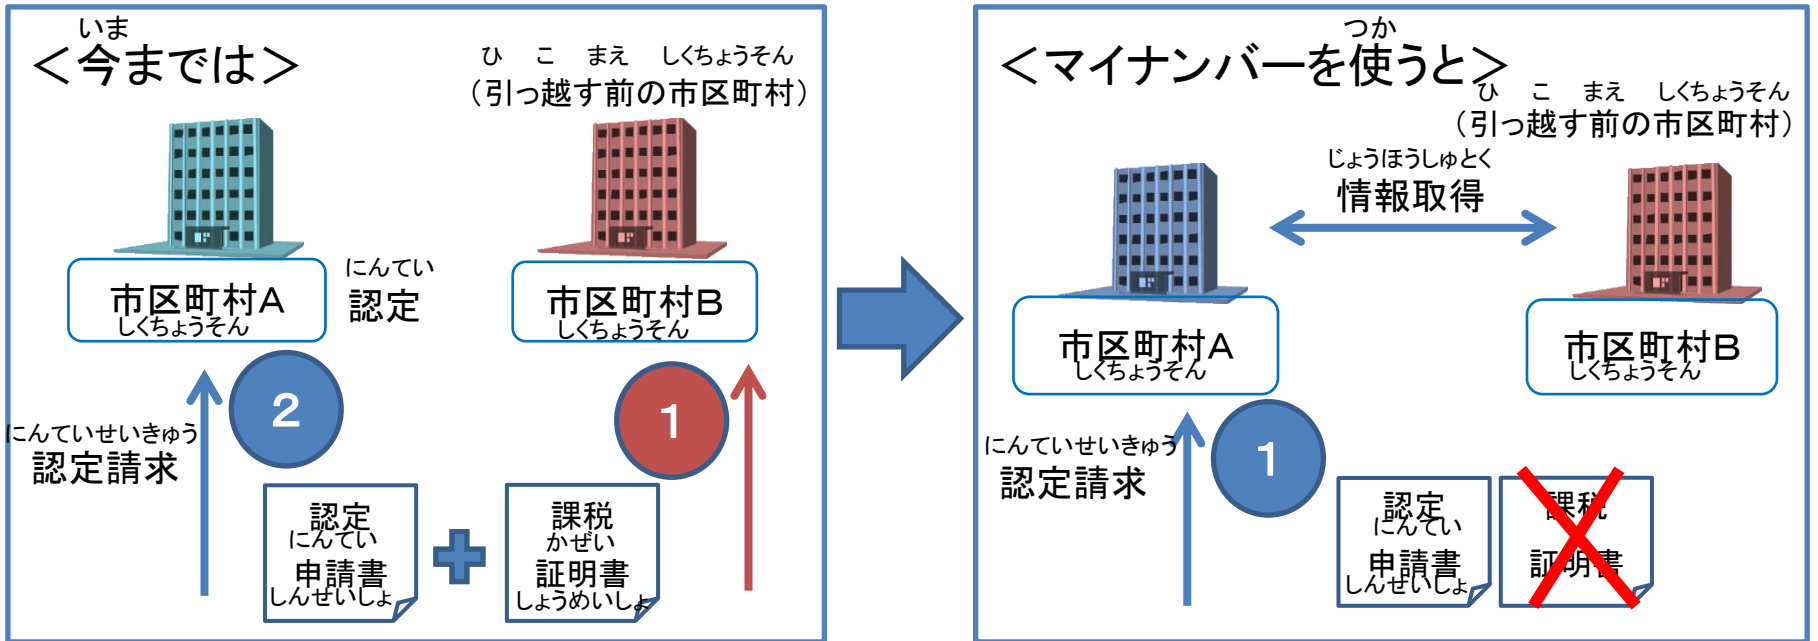 いま
＜今までは＞
ひ こ まえ しくちょうそん
（引っ越す前の市区町村）
市区町村A
しくちょうそん
にんてい
認定
市区町村B
しくちょうそん
2
1
にんていせいきゅう
認定請求
認定
にんてい
申請書
しんせいしょ
課税
かぜい
証明書
しょうめいしょ
つか
＜マイナンバーを使うと＞
ひ こ まえ しくちょうそん
（引っ越す前の市区町村）
じょうほうしゅとく
情報取得
市区町村A
しくちょうそん
市区町村B
しくちょうそん
1
にんていせいきゅう
認定請求
認定
にんてい
申請書
しんせいしょ
課税
証明書